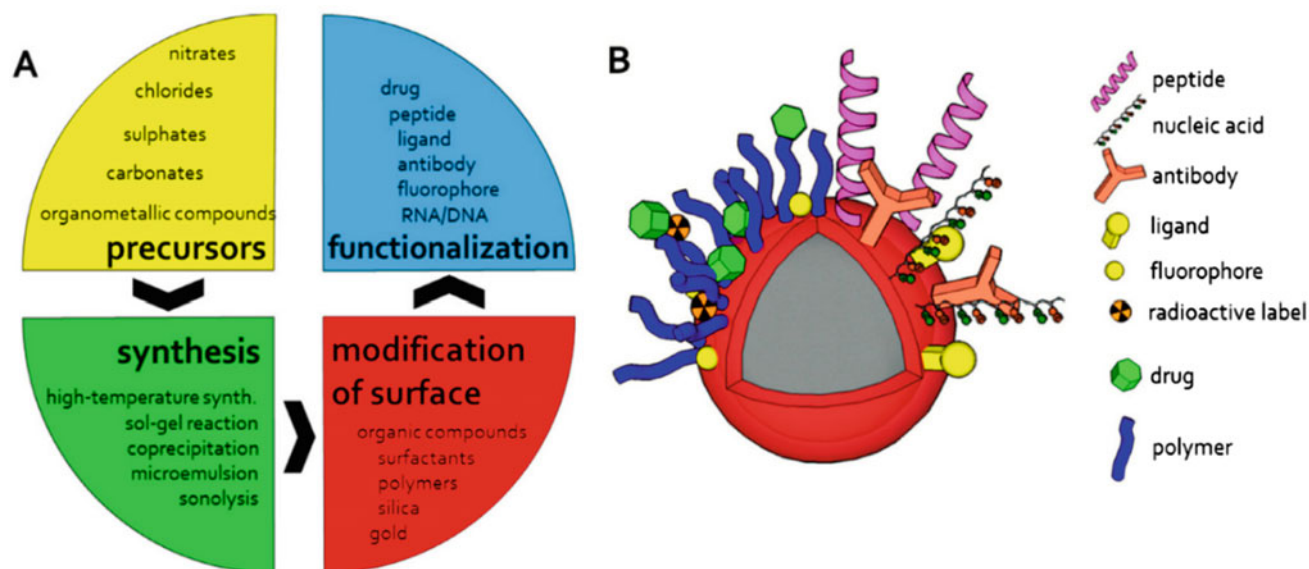 A
nitrates
chlorides
sulphates
carbonates
organometallic compounds
precursors
drug
peptide
ligand
antibody
fluorophore
RNA/DNA
functionalization
synthesis
high-temperature synth.
sol-gel reaction
coprecipitation
microemulsion
sonolysis
modification
of surface
organic compounds
surfactants
polymers
silica
gold
B
peptide
nucleic acid
antibody
ligand
fluorophore
radioactive label
drug
polymer